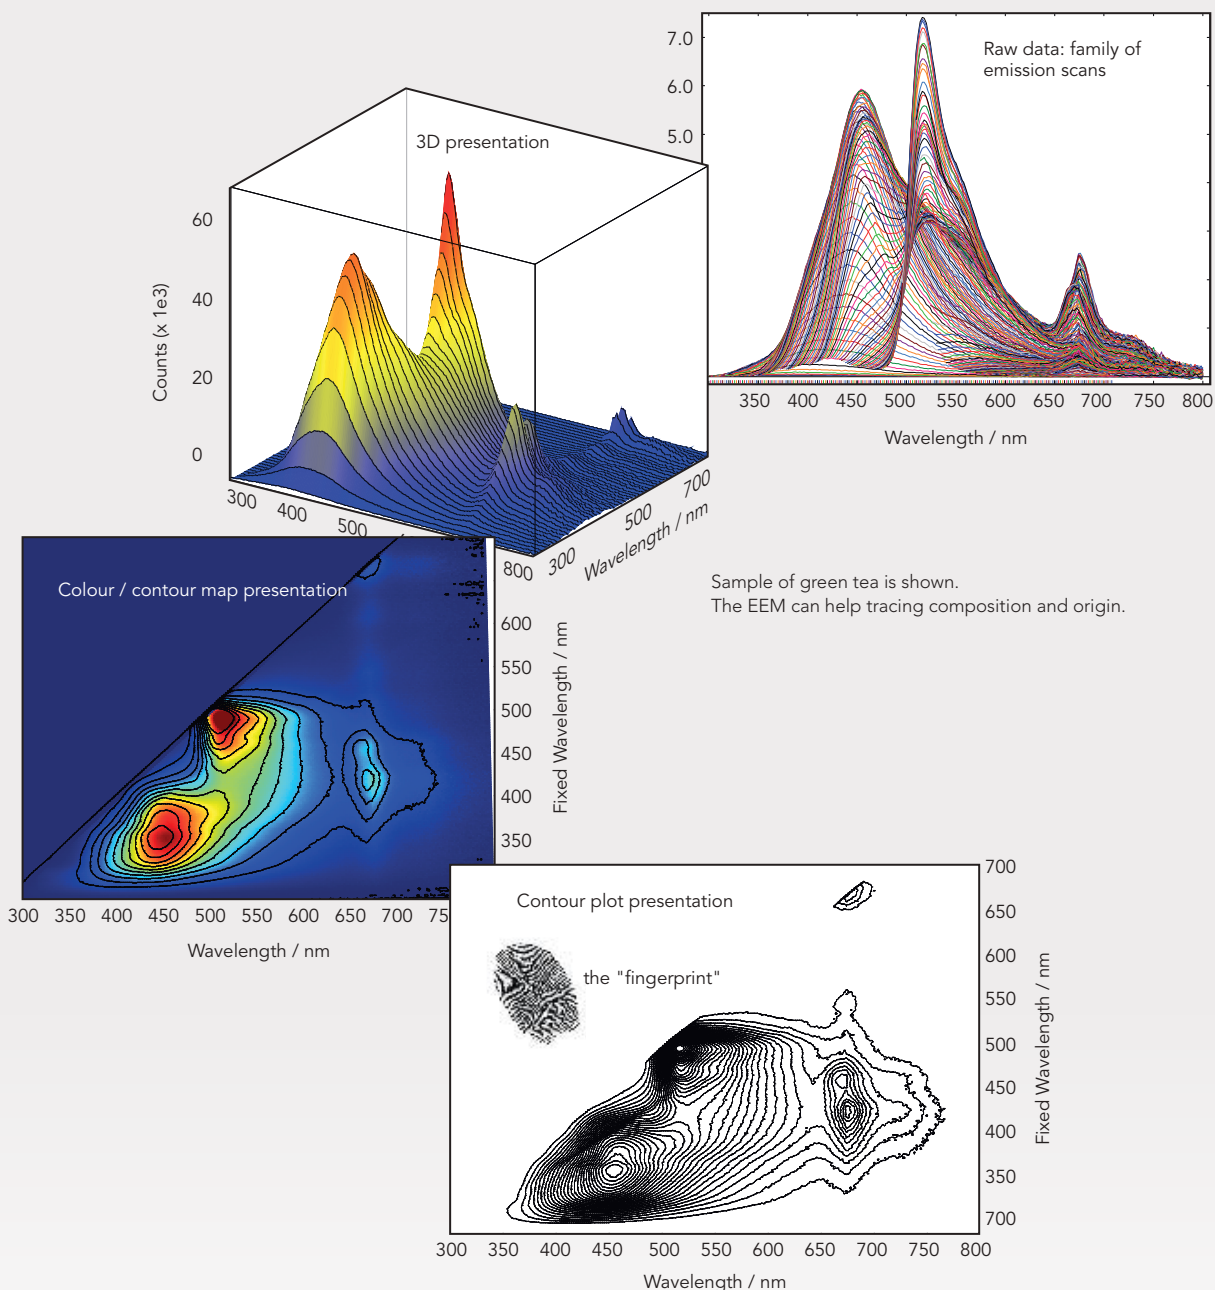 7.0
6.0
5.0
Raw data: family of
emission scans
350 400 450 500 550 600 650 700 750 800
Wavelength / nm
3D presentation
60
40
20
0
Counts (x 1e3)
300 400 500 800
300 500 700
Wavelength / nm
Sample of green tea is shown.
The EEM can help tracing composition and origin.
Colour / contour map presentation
600
550
500
450
400
350
Fixed Wavelength / nm
300 350 400 450 500 550 600 650 700
Wavelength / nm
Contour plot presentation
the "fingerprint"
700
650
600
550
500
450
400
350
700
Fixed Wavelength / nm
300 350 400 450 500 550 600 650 700 750 800
Wavelength / nm